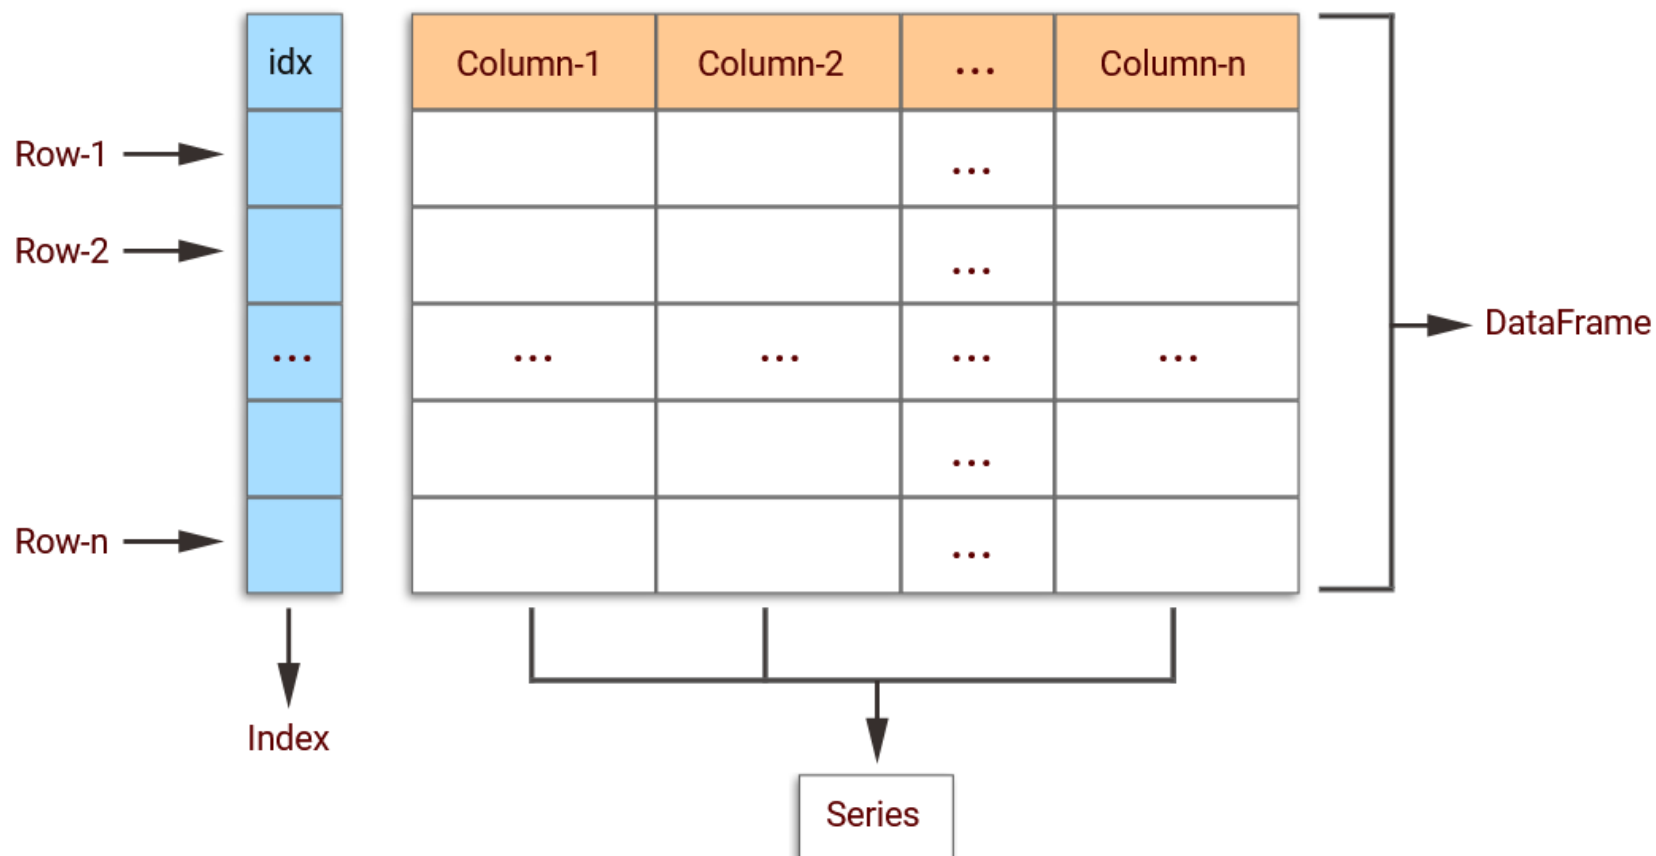 idx Column-1 Column-2 ... Column-n
Row-1 ...
Row-2 ...
... ... ... ... ...
...
Row-n ...
DataFrame
Index
Series